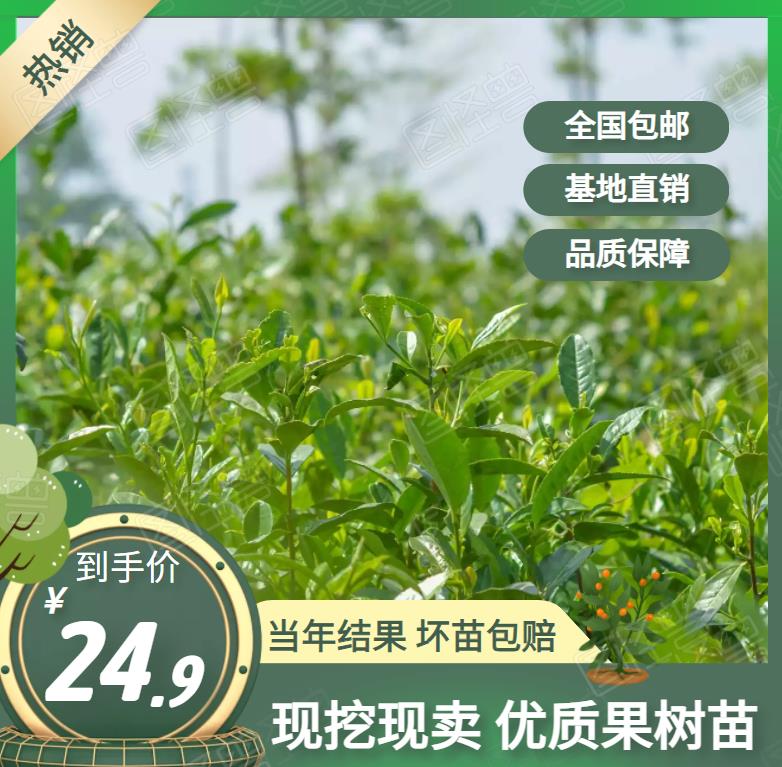 热销
全国包邮
基地直销
品质保障
到手价
¥
24.9
当年结果 坏苗包赔
现挖现卖 优质果树苗